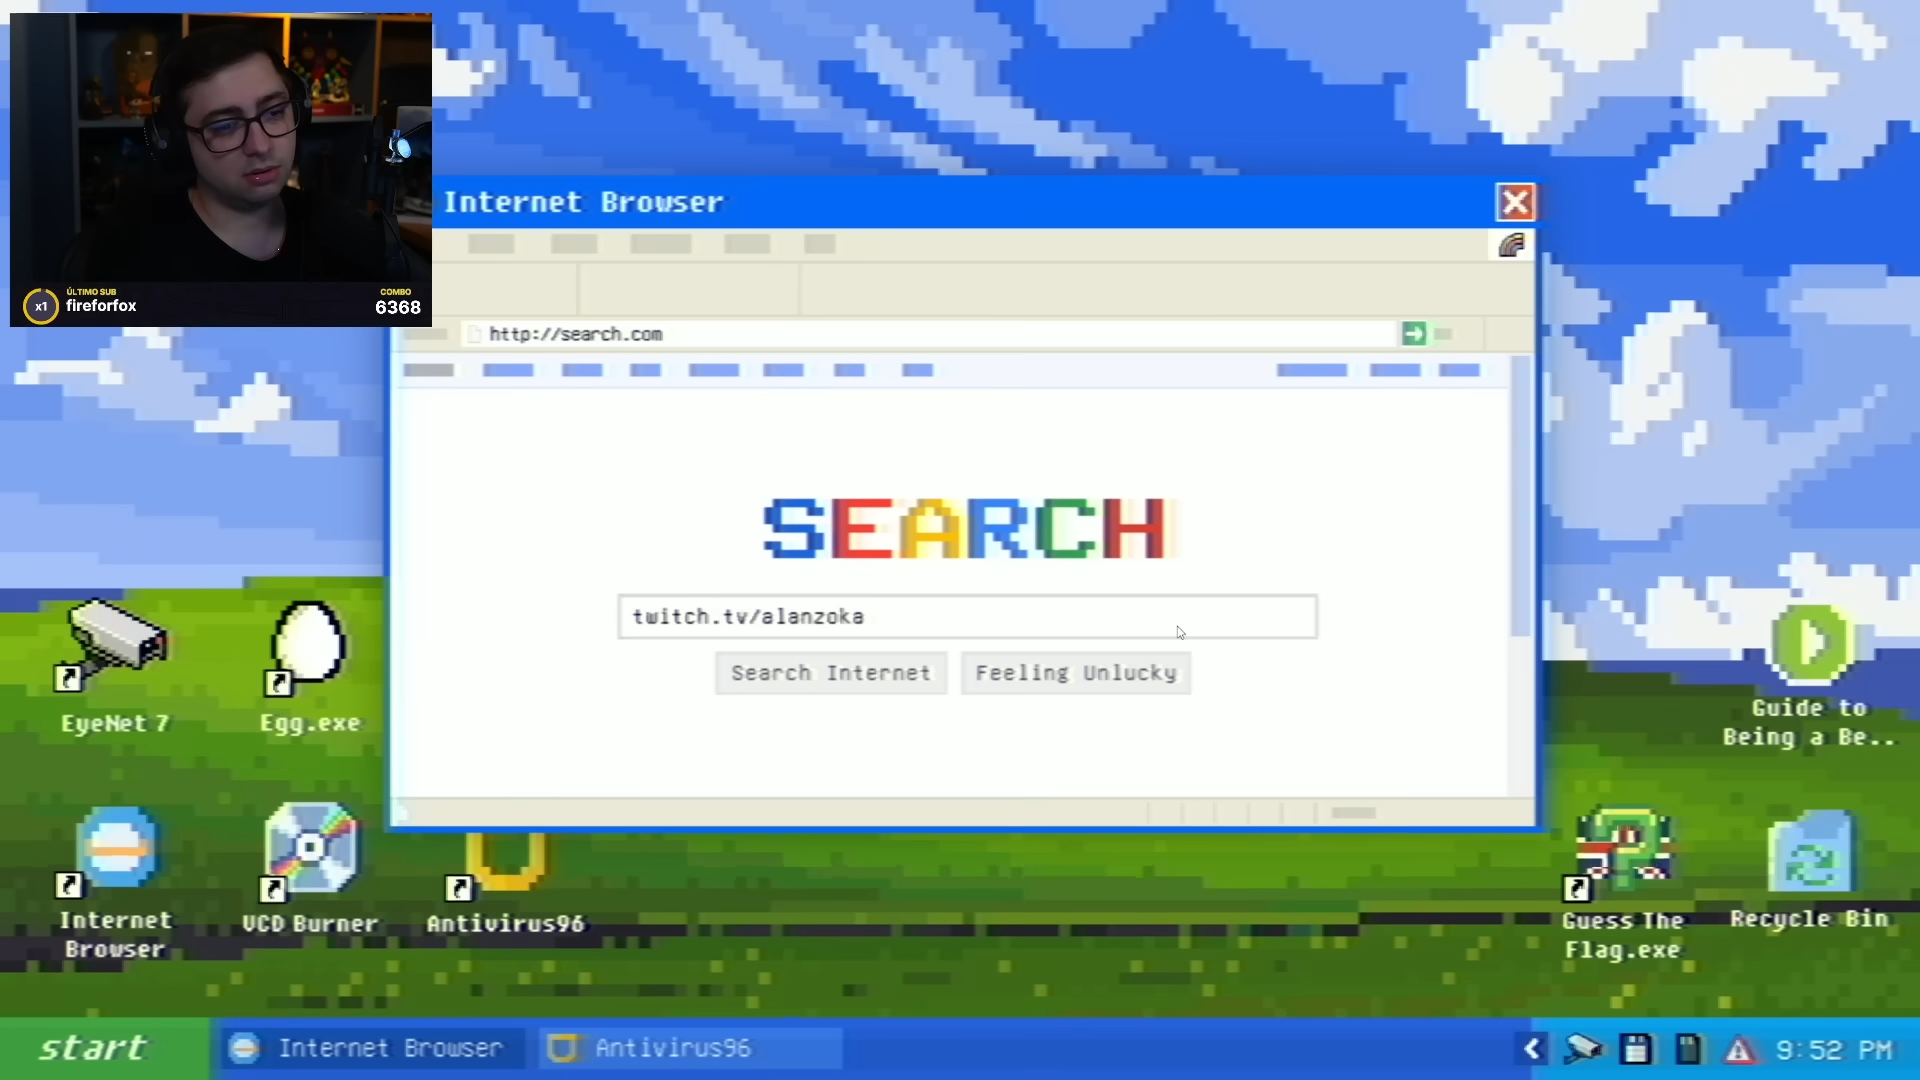 x1
ÚLTIMO SUB
fireforfox
COMBO
6368
Internet Browser
http://search.com
SEARCH
twitch.tv/alanzoka
Search Internet
Feeling Unlucky
EyeNet 7
Egg.exe
Guide to
Being a Be..
Internet
Browser
VCD Burner
Antivirus96
Guess The
Flag.exe
Recycle Bin
start
Internet Browser
Antivirus96
9:52 PM